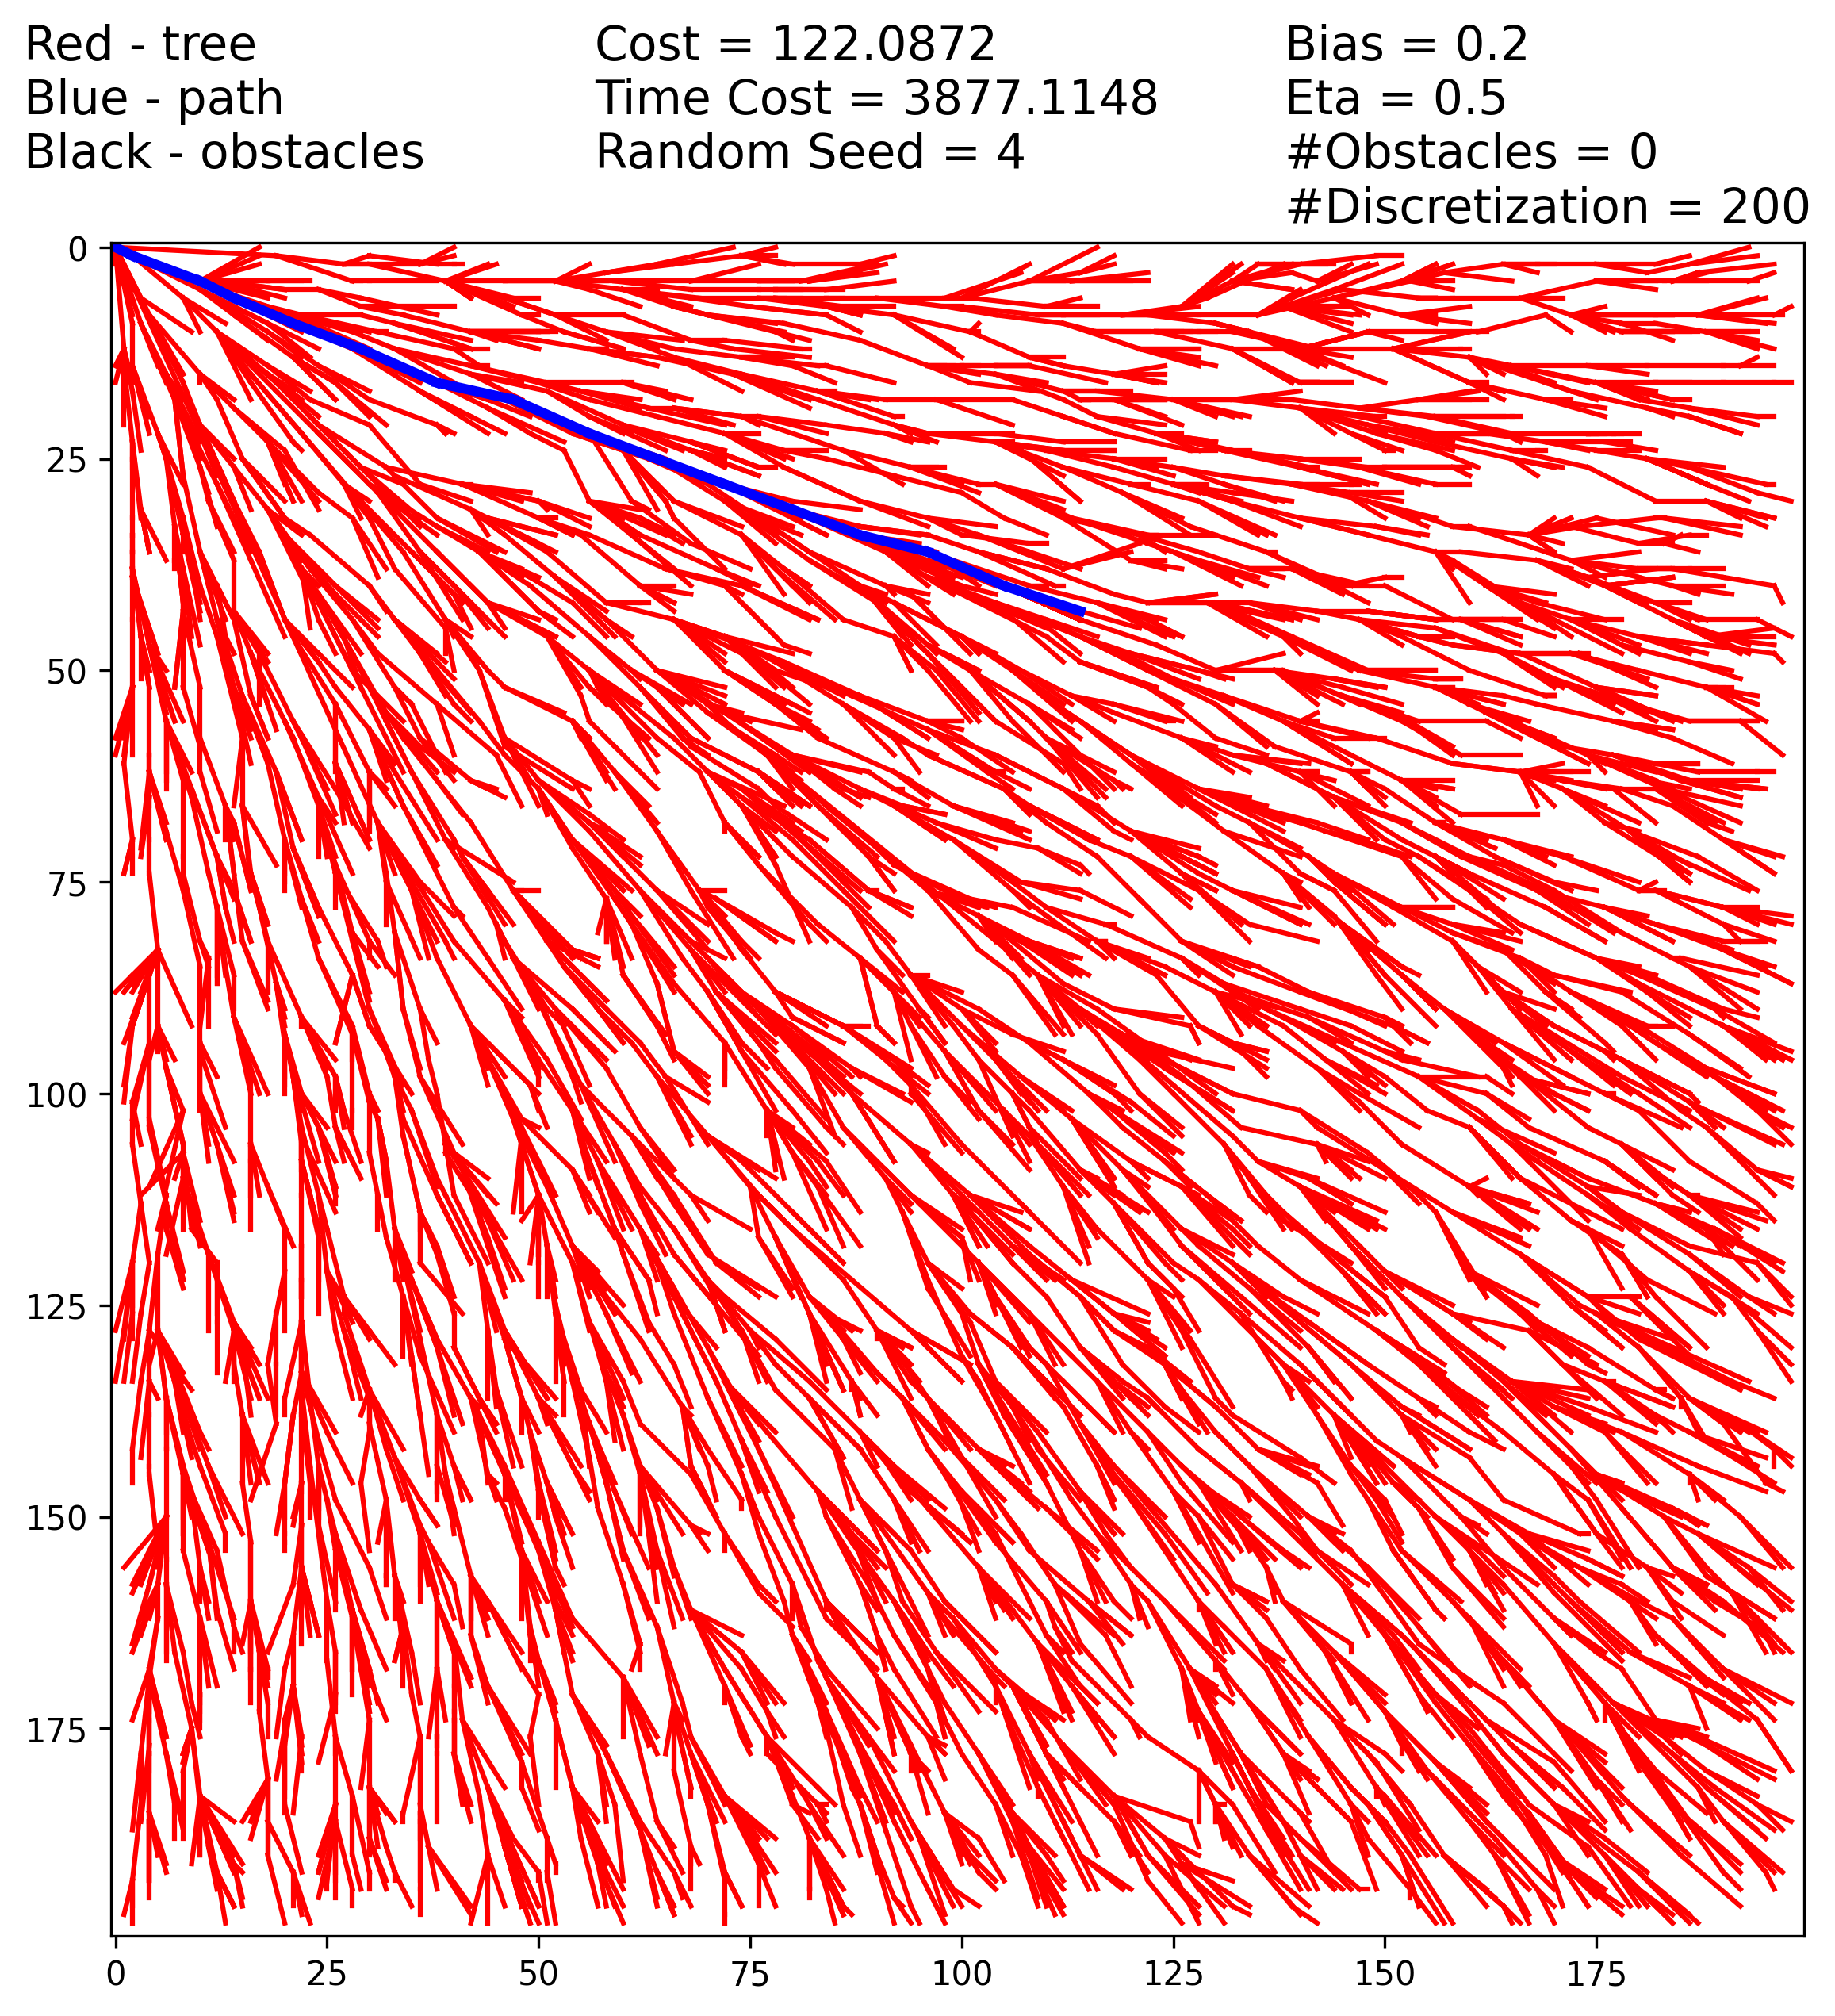 Red - tree
Blue - path
Black - obstacles
Cost = 122.0872
Time Cost = 3877.1148
Random Seed = 4
Bias = 0.2
Eta = 0.5
#Obstacles = 0
#Discretization = 200
0
25
50
75
100
125
150
175
0
25
50
75
100
125
150
175